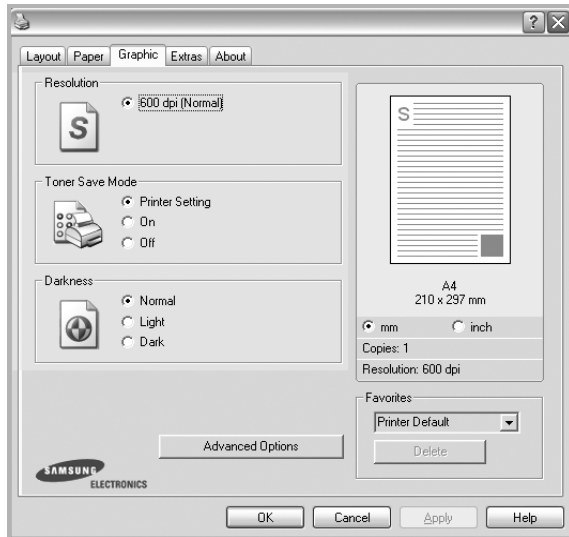 Layout Paper Graphic Extras About
Resolution
600 dpi (Normal)
S
Toner Save Mode
Printer Setting
On
Off
Darkness
Normal
Light
Dark
Advanced Options
SAMSUNG
ELECTRONICS
S
A4
210 x 297 mm
mm inch
Copies: 1
Resolution: 600 dpi
Favorites
Printer Default
Delete
OK Cancel Apply Help